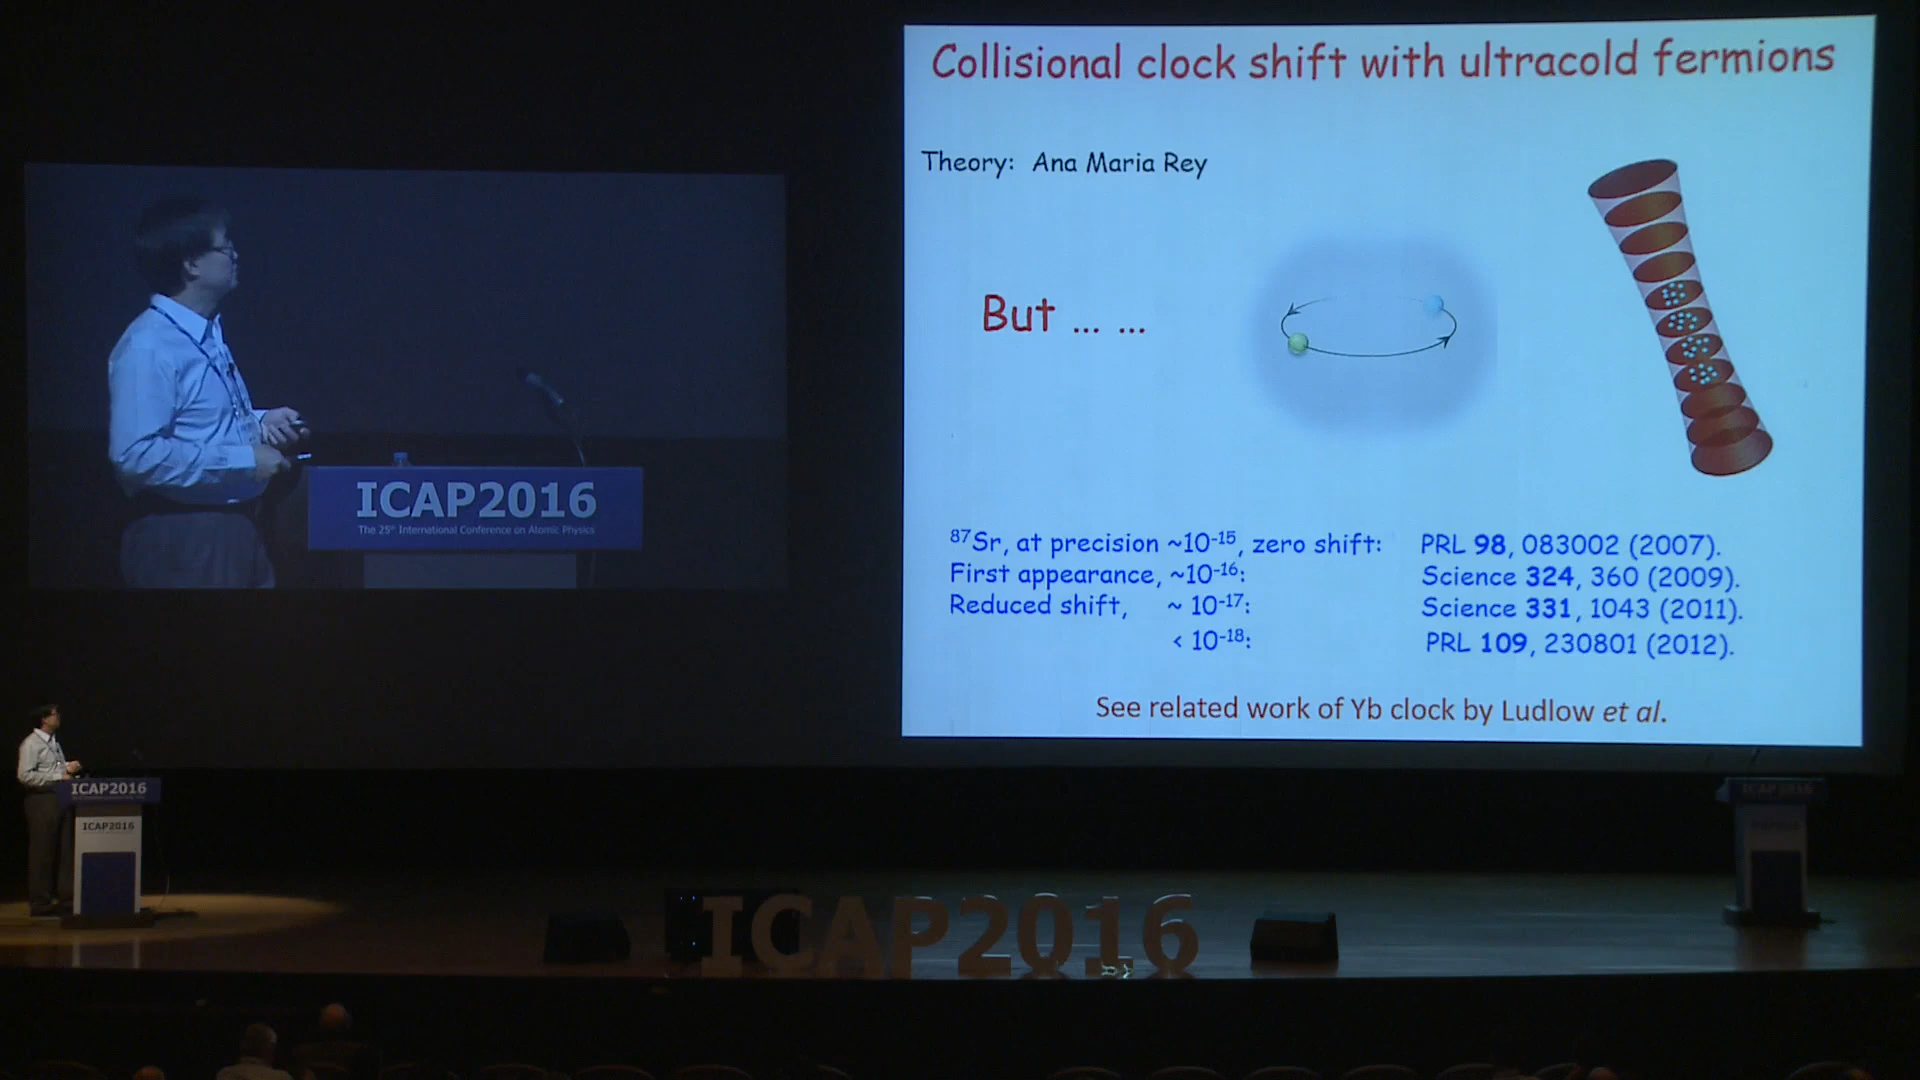 Collisional clock shift with ultracold fermions
Theory: Ana Maria Rey
But ... ...
⁸⁷Sr, at precision ~10⁻¹⁵, zero shift: PRL 98, 083002 (2007).
First appearance, ~10⁻¹⁶: Science 324, 360 (2009).
Reduced shift, ~ 10⁻¹⁷: Science 331, 1043 (2011).
< 10⁻¹⁸: PRL 109, 230801 (2012).
See related work of Yb clock by Ludlow et al.
ICAP2016
The 25ᵗʰ International Conference on Atomic Physics
ICAP2016
ICAP2016
ICAP 2016
ICAP2016